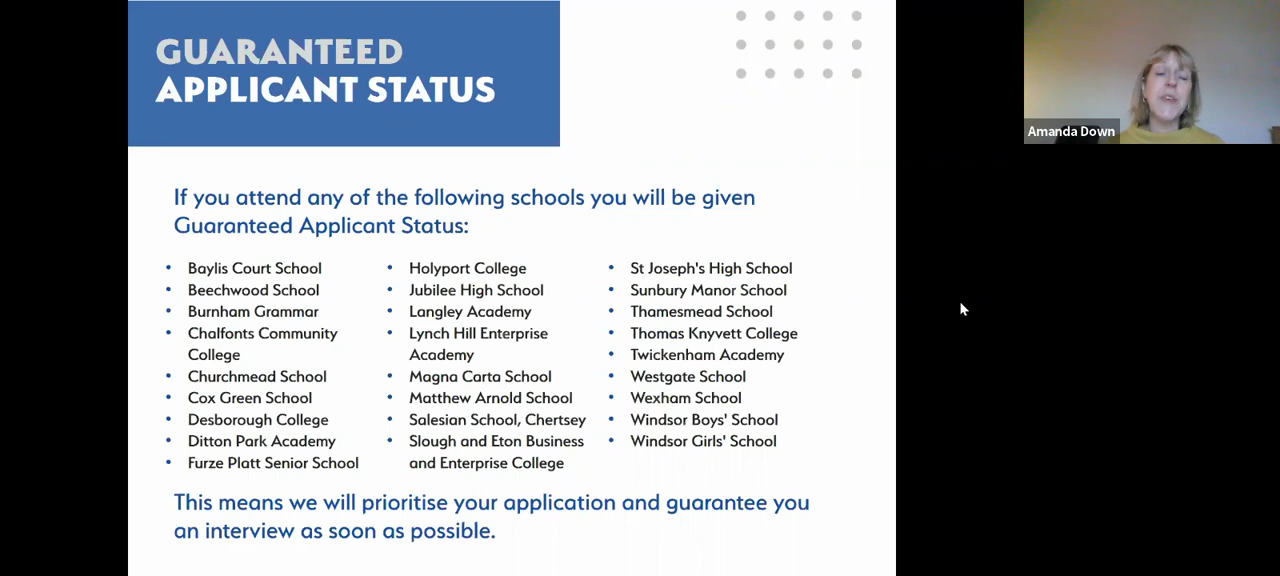 GUARANTEED
APPLICANT STATUS
Amanda Down
If you attend any of the following schools you will be given
Guaranteed Applicant Status:
• Baylis Court School
• Beechwood School
• Burnham Grammar
• Chalfonts Community
College
• Churchmead School
• Cox Green School
• Desborough College
• Ditton Park Academy
• Furze Platt Senior School
• Holyport College
• Jubilee High School
• Langley Academy
• Lynch Hill Enterprise
Academy
• Magna Carta School
• Matthew Arnold School
• Salesian School, Chertsey
• Slough and Eton Business
and Enterprise College
• St Joseph's High School
• Sunbury Manor School
• Thamesmead School
• Thomas Knyvett College
• Twickenham Academy
• Westgate School
• Wexham School
• Windsor Boys' School
• Windsor Girls' School
This means we will prioritise your application and guarantee you
an interview as soon as possible.